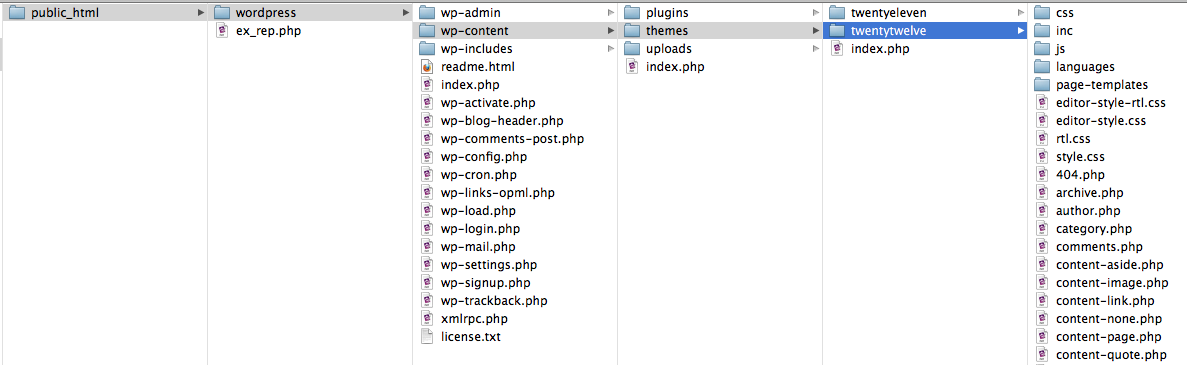 public_html
wordpress
ex_rep.php
wp-admin
wp-content
wp-includes
readme.html
index.php
wp-activate.php
wp-blog-header.php
wp-comments-post.php
wp-config.php
wp-cron.php
wp-links-opml.php
wp-load.php
wp-login.php
wp-mail.php
wp-settings.php
wp-signup.php
wp-trackback.php
xmlrpc.php
license.txt
plugins
themes
uploads
index.php
twentyeleven
twentytwelve
index.php
css
inc
js
languages
page-templates
editor-style-rtl.css
editor-style.css
rtl.css
style.css
404.php
archive.php
author.php
category.php
comments.php
content-aside.php
content-image.php
content-link.php
content-none.php
content-page.php
content-quote.php